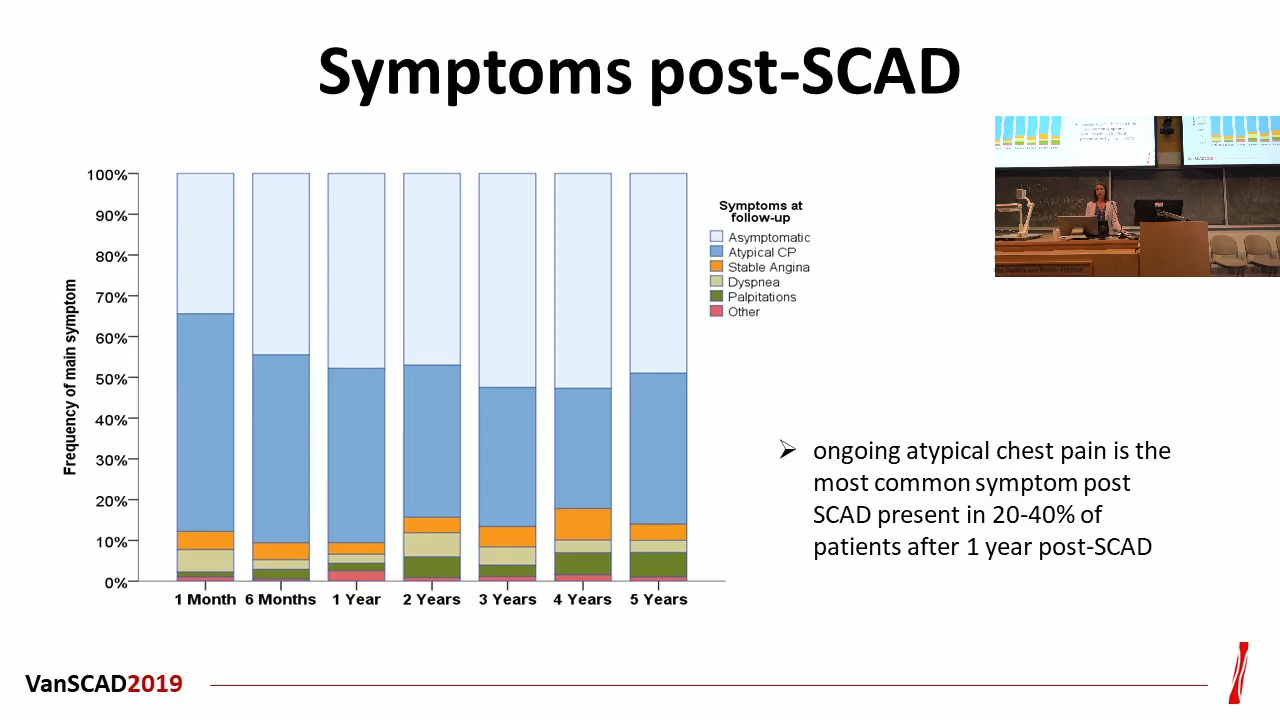 Symptoms post-SCAD
100%
90%
80%
70%
60%
50%
40%
30%
20%
10%
0%
Frequency of main symptom
1 Month 6 Months 1 Year 2 Years 3 Years 4 Years 5 Years
Symptoms at
follow-up
Asymptomatic
Atypical CP
Stable Angina
Dyspnea
Palpitations
Other
➢ ongoing atypical chest pain is the
most common symptom post
SCAD present in 20-40% of
patients after 1 year post-SCAD
VanSCAD2019